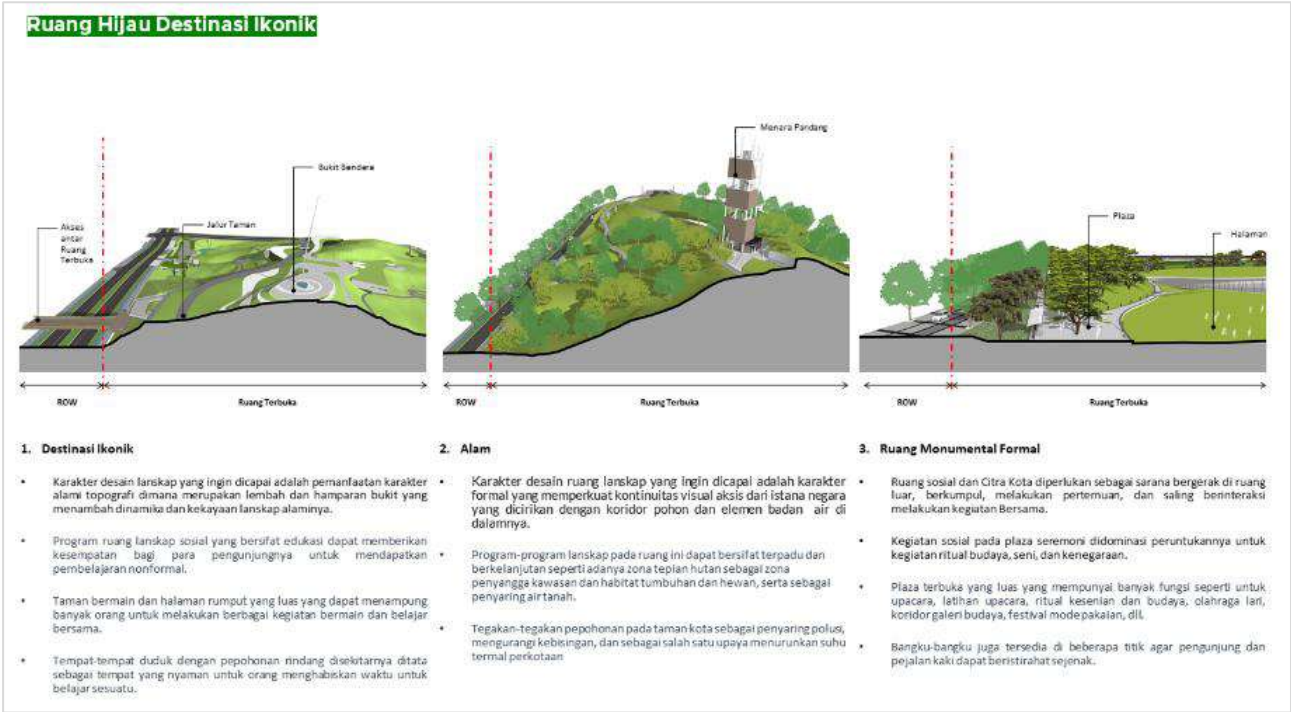 Ruang Hijau Destinasi Ikonik
Akses
antar
Ruang
Terbuka
Jalur Taman
Bukit Bendera
ROW
Ruang Terbuka
Menara Pandang
ROW
Ruang Terbuka
Plaza
Halaman
ROW
Ruang Terbuka
1. Destinasi Ikonik
• Karakter desain lanskap yang ingin dicapai adalah pemanfaatan karakter
alami topografi dimana merupakan lembah dan hamparan bukit yang
menambah dinamika dan kekayaan lanskap alaminya.
• Program ruang lanskap sosial yang bersifat edukasi dapat memberikan
kesempatan bagi para pengunjungnya untuk mendapatkan
pembelajaran nonformal.
• Taman bermain dan halaman rumput yang luas yang dapat menampung
banyak orang untuk melakukan berbagai kegiatan bermain dan belajar
bersama.
• Tempat-tempat duduk dengan pepohonan rindang disekitarnya ditata
sebagai tempat yang nyaman untuk orang menghabiskan waktu untuk
belajar sesuatu.
2. Alam
• Karakter desain ruang lanskap yang ingin dicapai adalah karakter
formal yang memperkuat kontinuitas visual aksis dari istana negara
yang dicirikan dengan koridor pohon dan elemen badan air di
dalamnya.
• Program-program lanskap pada ruang ini dapat bersifat terpadu dan
berkelanjutan seperti adanya zona tepian hutan sebagai zona
penyangga kawasan dan habitat tumbuhan dan hewan, serta sebagai
penyaring air tanah.
• Tegakan-tegakan pepohonan pada taman kota sebagai penyaring polusi,
mengurangi kebisingan, dan sebagai salah satu upaya menurunkan suhu
termal perkotaan
3. Ruang Monumental Formal
• Ruang sosial dan Citra Kota diperlukan sebagai sarana bergerak di ruang
luar, berkumpul, melakukan pertemuan, dan saling berinteraksi
melakukan kegiatan Bersama.
• Kegiatan sosial pada plaza seremoni didominasi peruntukannya untuk
kegiatan ritual budaya, seni, dan kenegaraan.
• Plaza terbuka yang luas yang mempunyai banyak fungsi seperti untuk
upacara, latihan upacara, ritual kesenian dan budaya, olahraga lari,
koridor galeri budaya, festival mode pakaian, dll.
• Bangku-bangku juga tersedia di beberapa titik agar pengunjung dan
pejalan kaki dapat beristirahat sejenak.